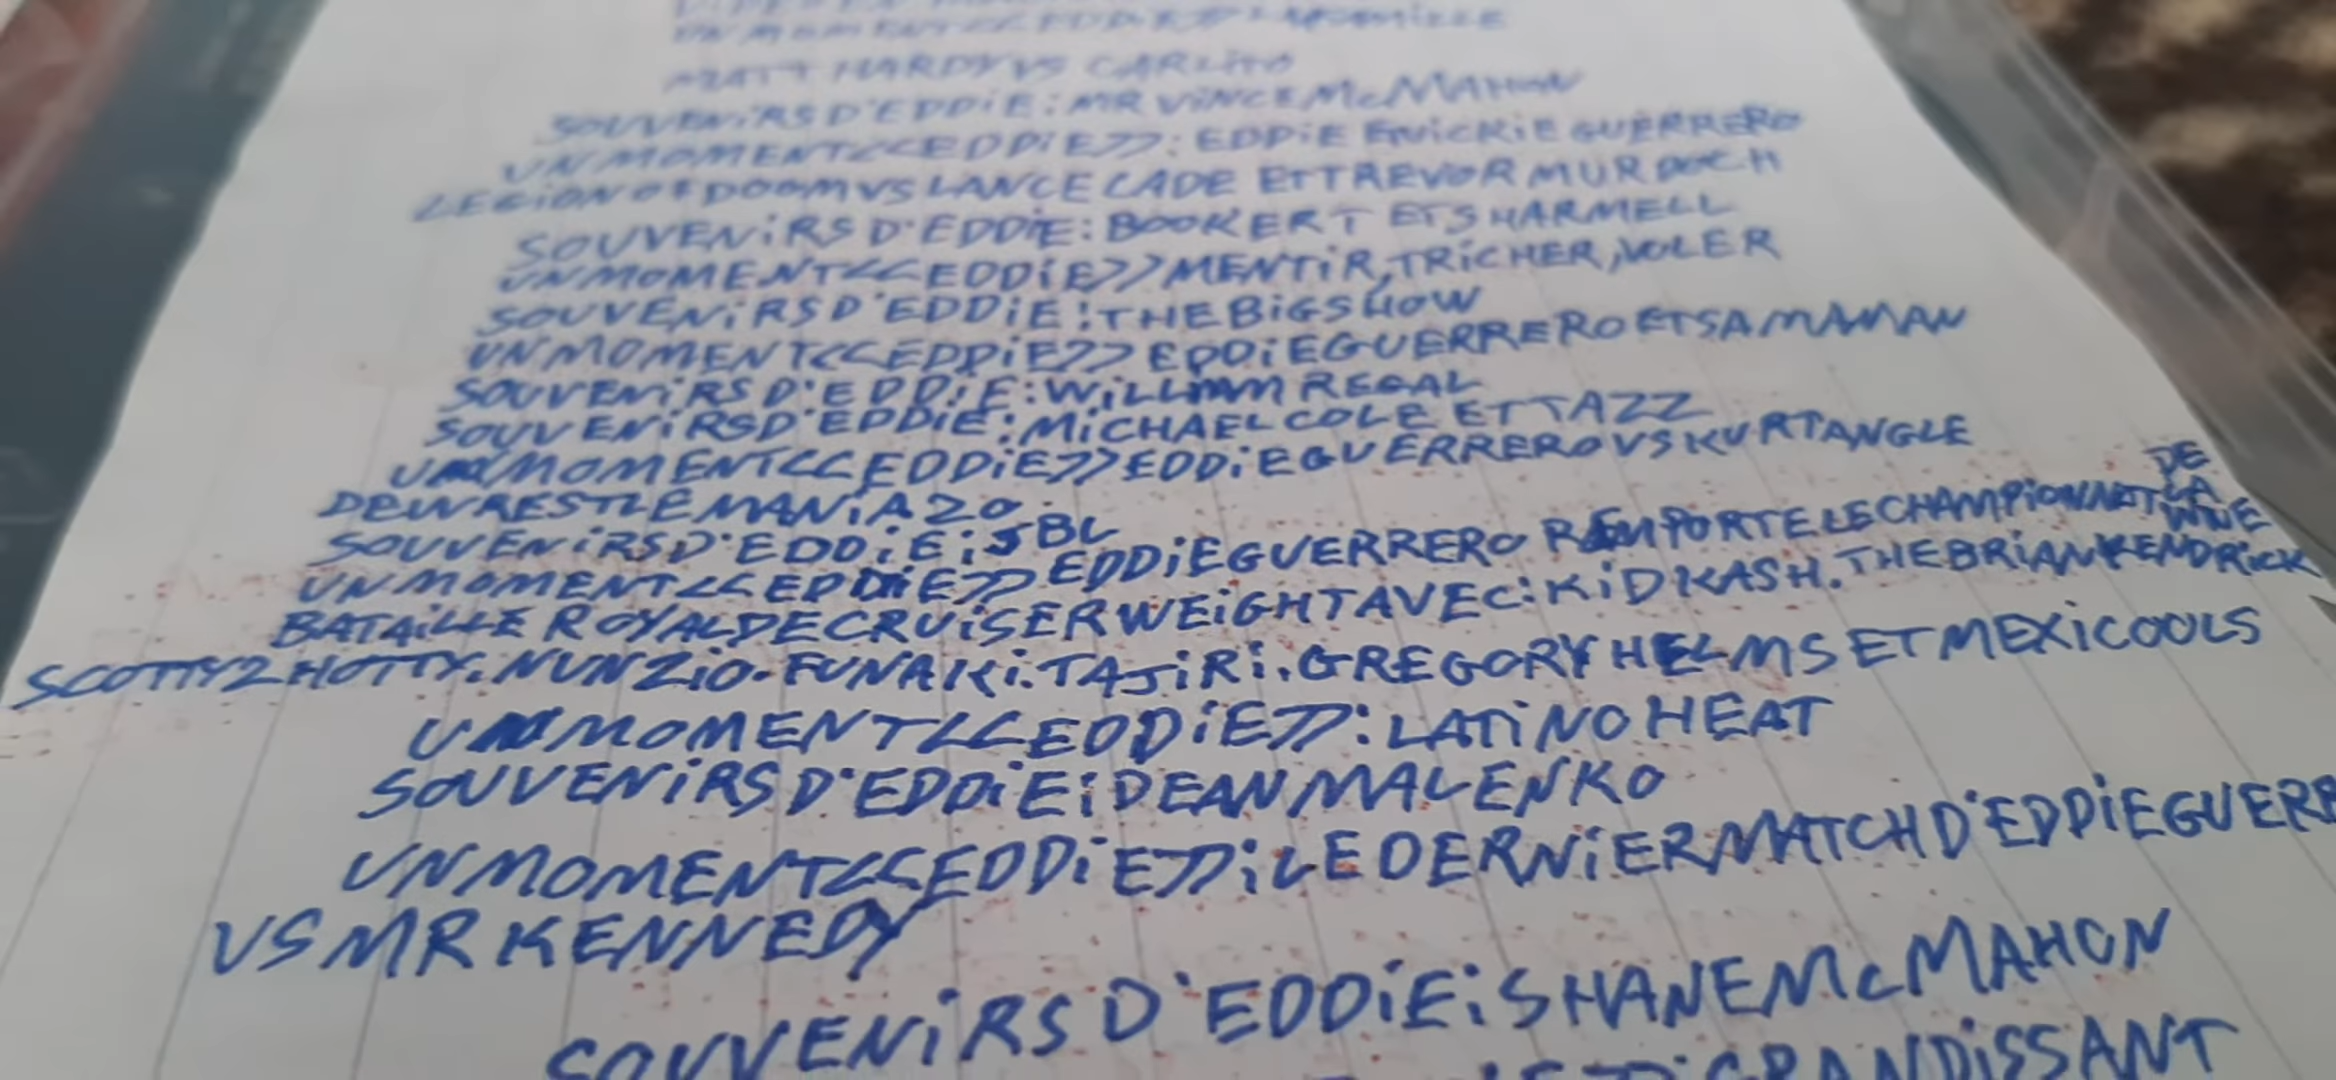 UN MOMENT <<EDDIE>>
MATT HARDY VS CARLITO
SOUVENIRS D'EDDIE: MR VINCE McMAHON
UN MOMENT <<EDDIE>>: EDDIE E VICKIE GUERRERO
LEGION OF DOOM VS LANCE CADE ET TREVOR MURDOCH
SOUVENIRS D'EDDIE: BOOKER T ET SHARMELL
UN MOMENT <<EDDIE>> MENTIR, TRICHER, VOLER
SOUVENIRS D'EDDIE: THE BIG SHOW
UN MOMENT <<EDDIE>> EDDIE GUERRERO ET SA MAMAN
SOUVENIRS D'EDDIE: WILLIAM REGAL
SOUVENIRS D'EDDIE: MICHAEL COLE ET TAZZ
UN MOMENT <<EDDIE>> EDDIE GUERRERO VS KURT ANGLE
DE WRESTLEMANIA 20
SOUVENIRS D'EDDIE: JBL
UN MOMENT <<EDDIE>> EDDIE GUERRERO REMPORTE LE CHAMPIONNAT DE LA WWE
BATAILLE ROYAL DE CRUISERWEIGHT AVEC: KID KASH. THE BRIAN KENDRICK
SCOTTY 2 HOTTY. NUNZIO. FUNAKI. TAJIRI. GREGORY HELMS ET MEXICOOLS
UN MOMENT <<EDDIE>>: LATINO HEAT
SOUVENIRS D'EDDIE: DEAN MALENKO
UN MOMENT <<EDDIE>>: LE DERNIER MATCH D'EDDIE GUERR
VS MR KENNEDY
SOUVENIRS D'EDDIE: SHANE McMAHON
GRANDISSANT